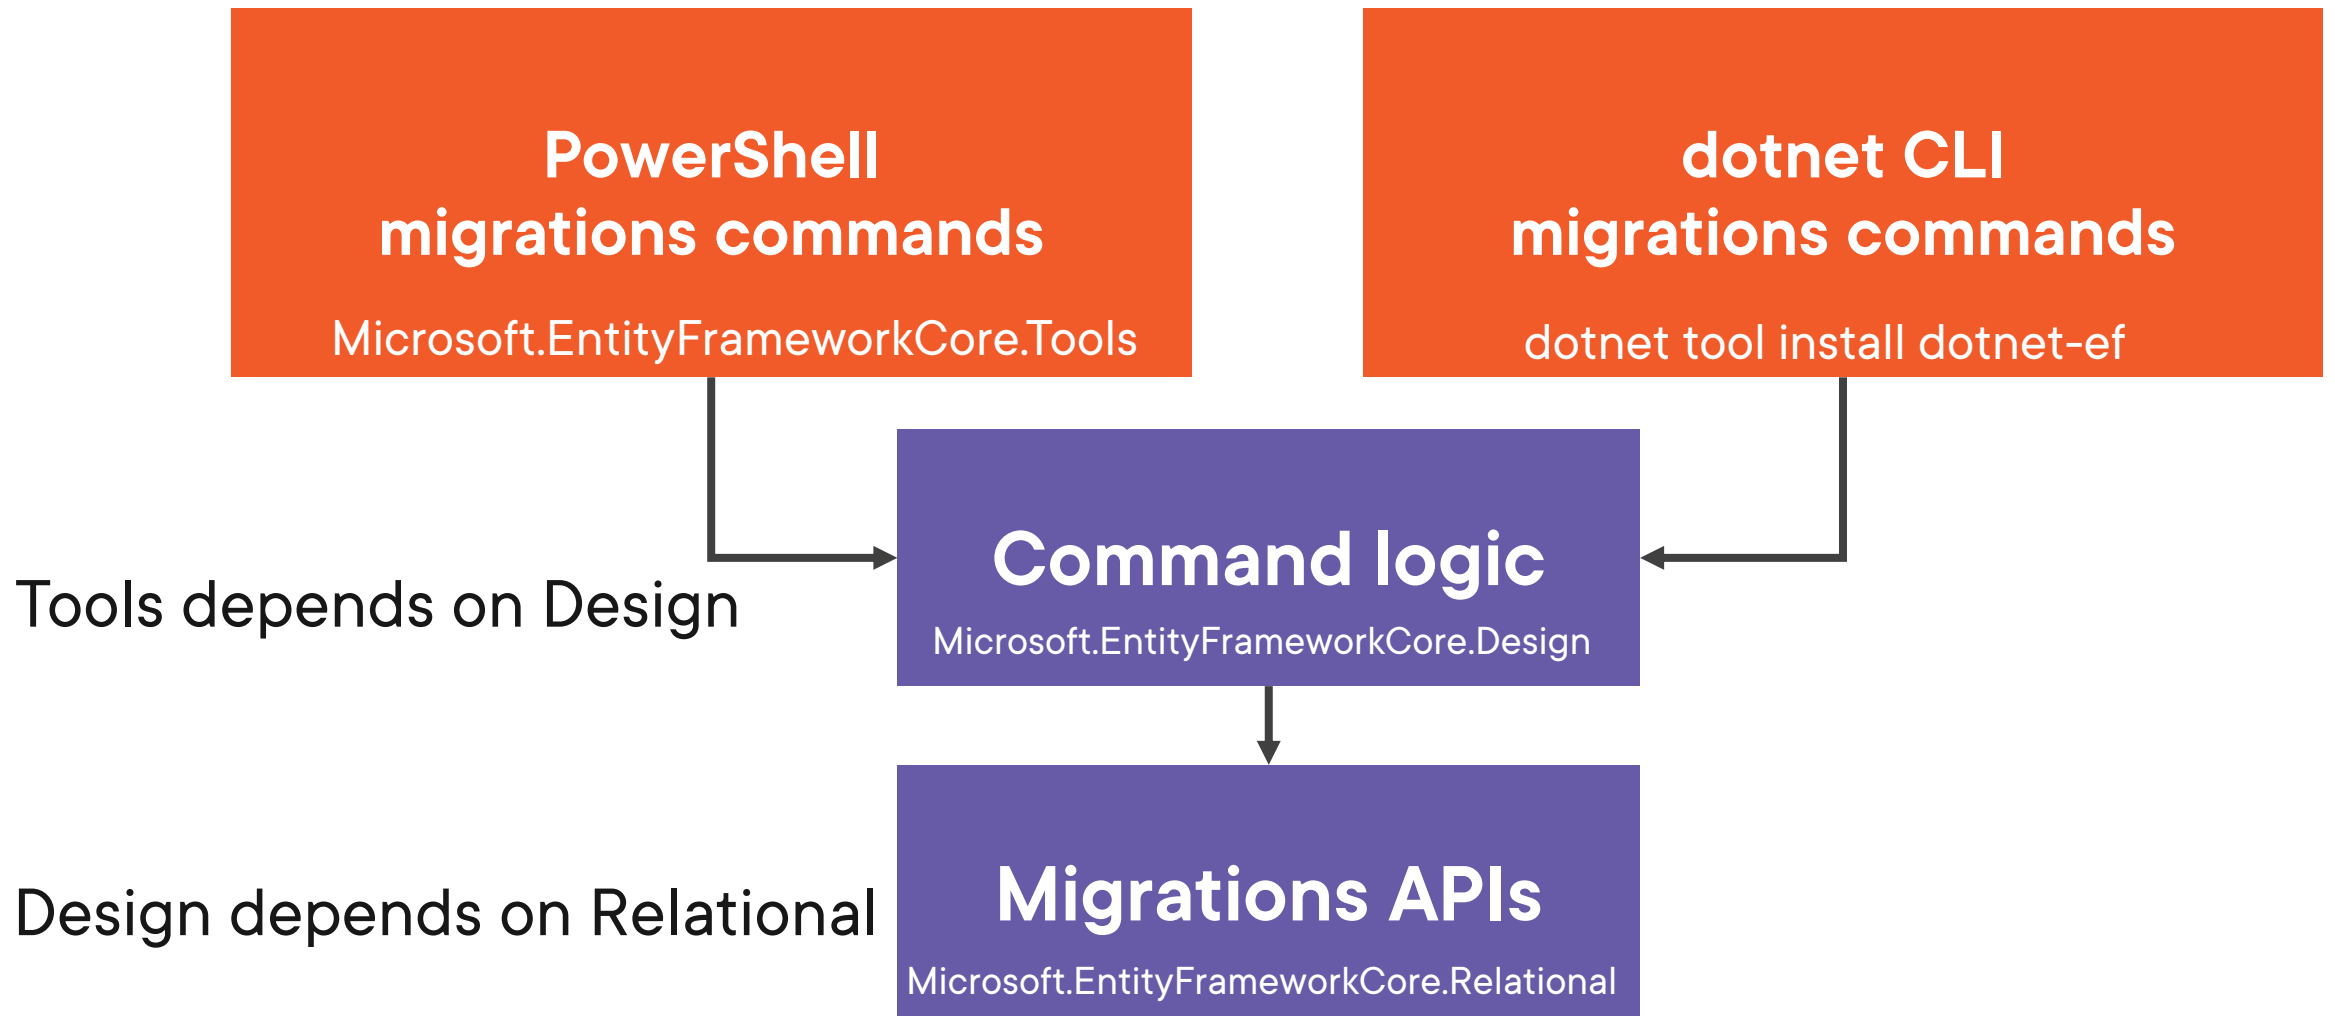 PowerShell
migrations commands
Microsoft.EntityFrameworkCore.Tools
dotnet CLI
migrations commands
dotnet tool install dotnet-ef
Command logic
Microsoft.EntityFrameworkCore.Design
Tools depends on Design
Migrations APIs
Microsoft.EntityFrameworkCore.Relational
Design depends on Relational